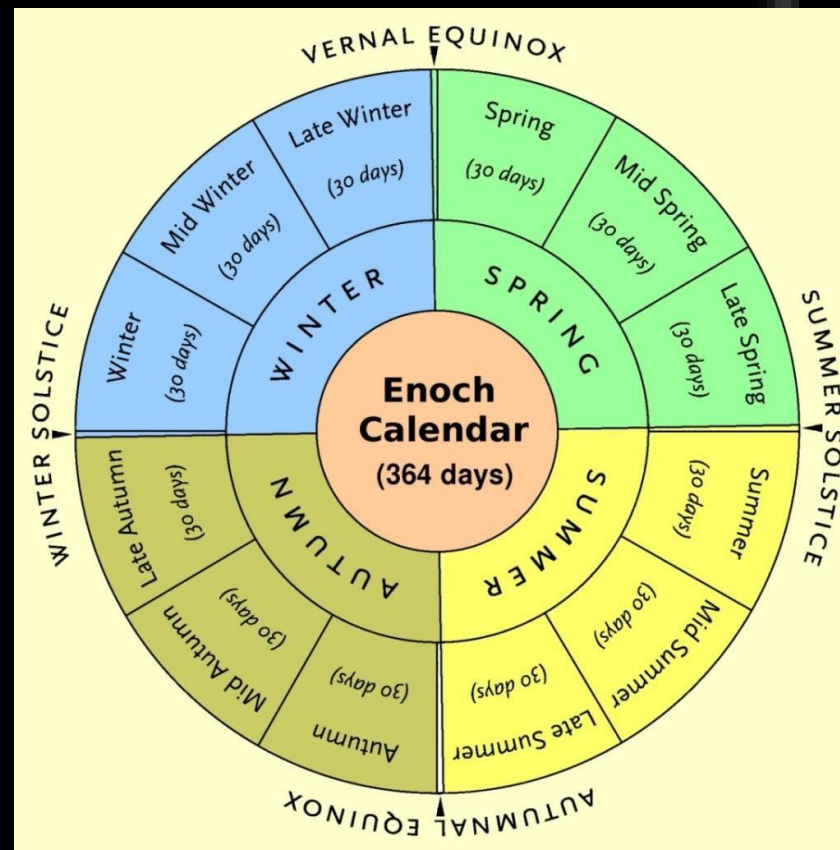 VERNAL EQUINOX
Late Winter
(30 days)
Spring
(30 days)
Mid Winter
(30 days)
Mid Spring
(30 days)
Winter
(30 days)
WINTER
SPRING
Late Spring
(30 days)
WINTER SOLSTICE
Enoch
Calendar
(364 days)
SUMMER SOLSTICE
Late Autumn
(30 days)
AUTUMN
SUMMER
Summer
(30 days)
Mid Autumn
(30 days)
Mid Summer
(30 days)
Autumn
(30 days)
Late Summer
(30 days)
AUTUMNAL EQUINOX